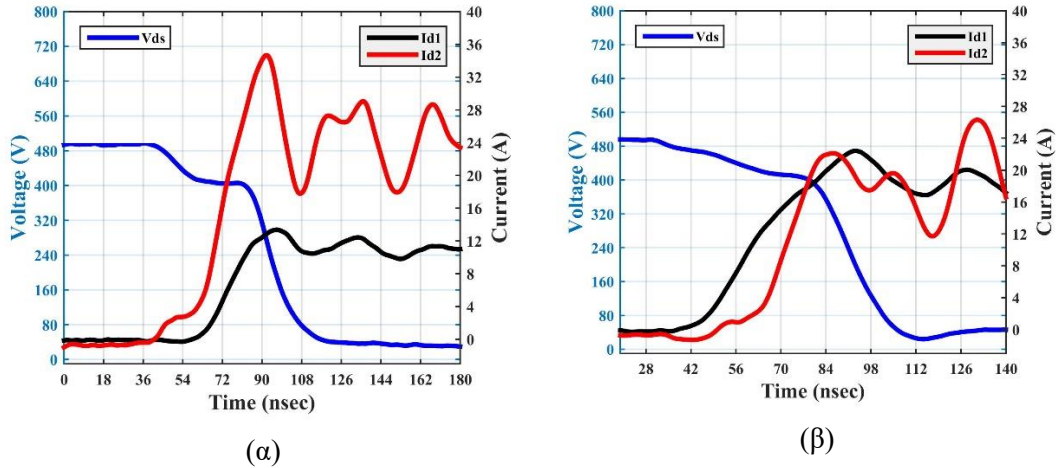 800
720
640
560
480
400
320
240
160
80
0
Voltage (V)
Vds
Id1
Id2
40
36
32
28
24
20
16
12
8
4
0
Current (A)
0 18 36 54 72 90 108 126 144 162 180
Time (nsec)
(α)
800
720
640
560
480
400
320
240
160
80
0
Voltage (V)
Vds
Id1
Id2
40
36
32
28
24
20
16
12
8
4
0
Current (A)
28 42 56 70 84 98 112 126 140
Time (nsec)
(β)